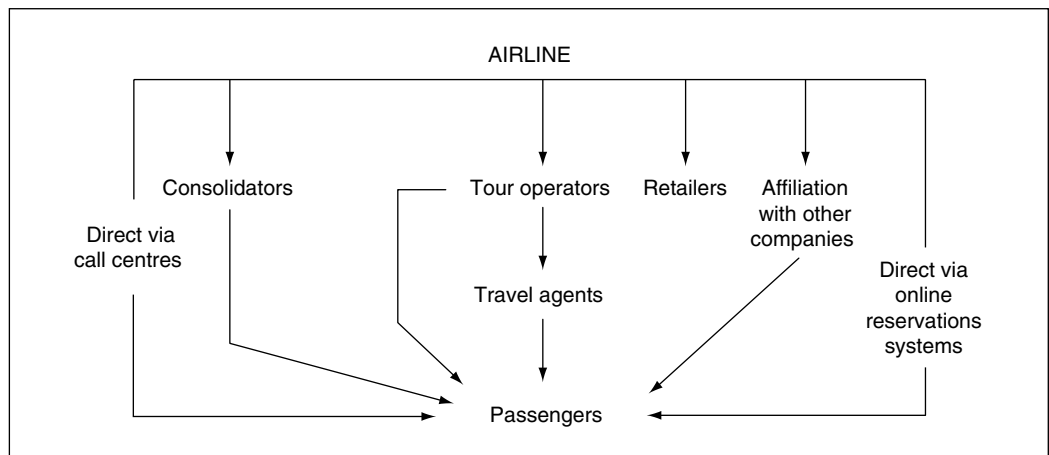 AIRLINE
Consolidators
Tour operators
Retailers
Affiliation
with other
companies
Direct via
call centres
Travel agents
Direct via
online
reservations
systems
Passengers